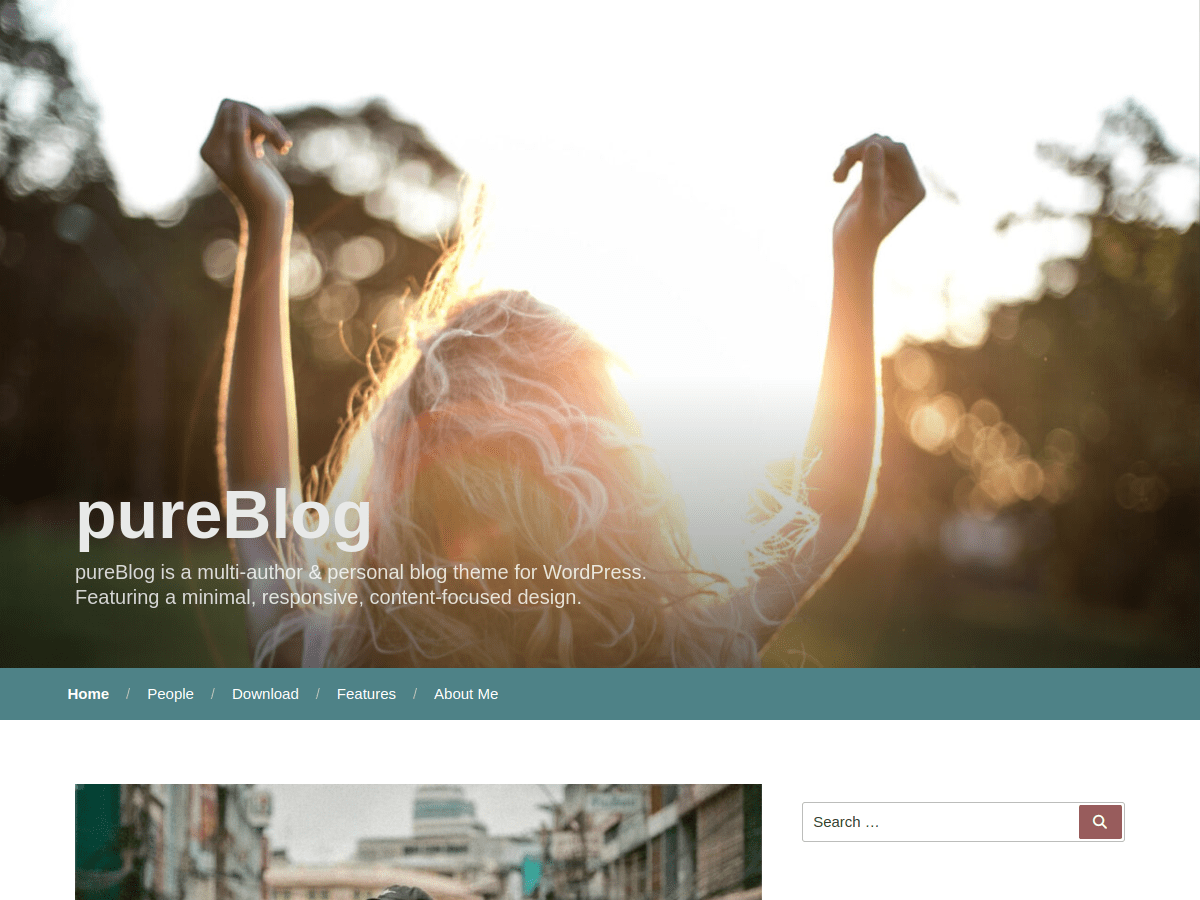 pureBlog
pureBlog is a multi-author & personal blog theme for WordPress.
Featuring a minimal, responsive, content-focused design.
Home / People / Download / Features / About Me
Search …